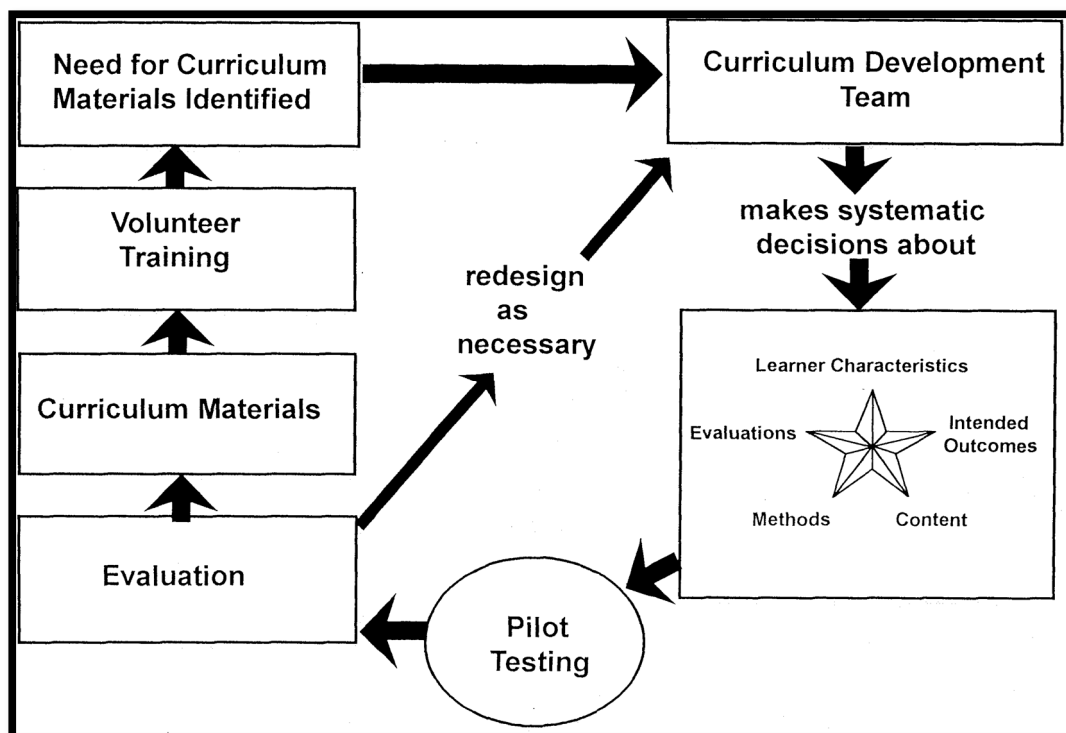 Need for Curriculum
Materials Identified
Curriculum Development
Team
makes systematic
decisions about
Learner Characteristics
Evaluations
Intended
Outcomes
Methods
Content
Pilot
Testing
Evaluation
redesign
as
necessary
Curriculum Materials
Volunteer
Training